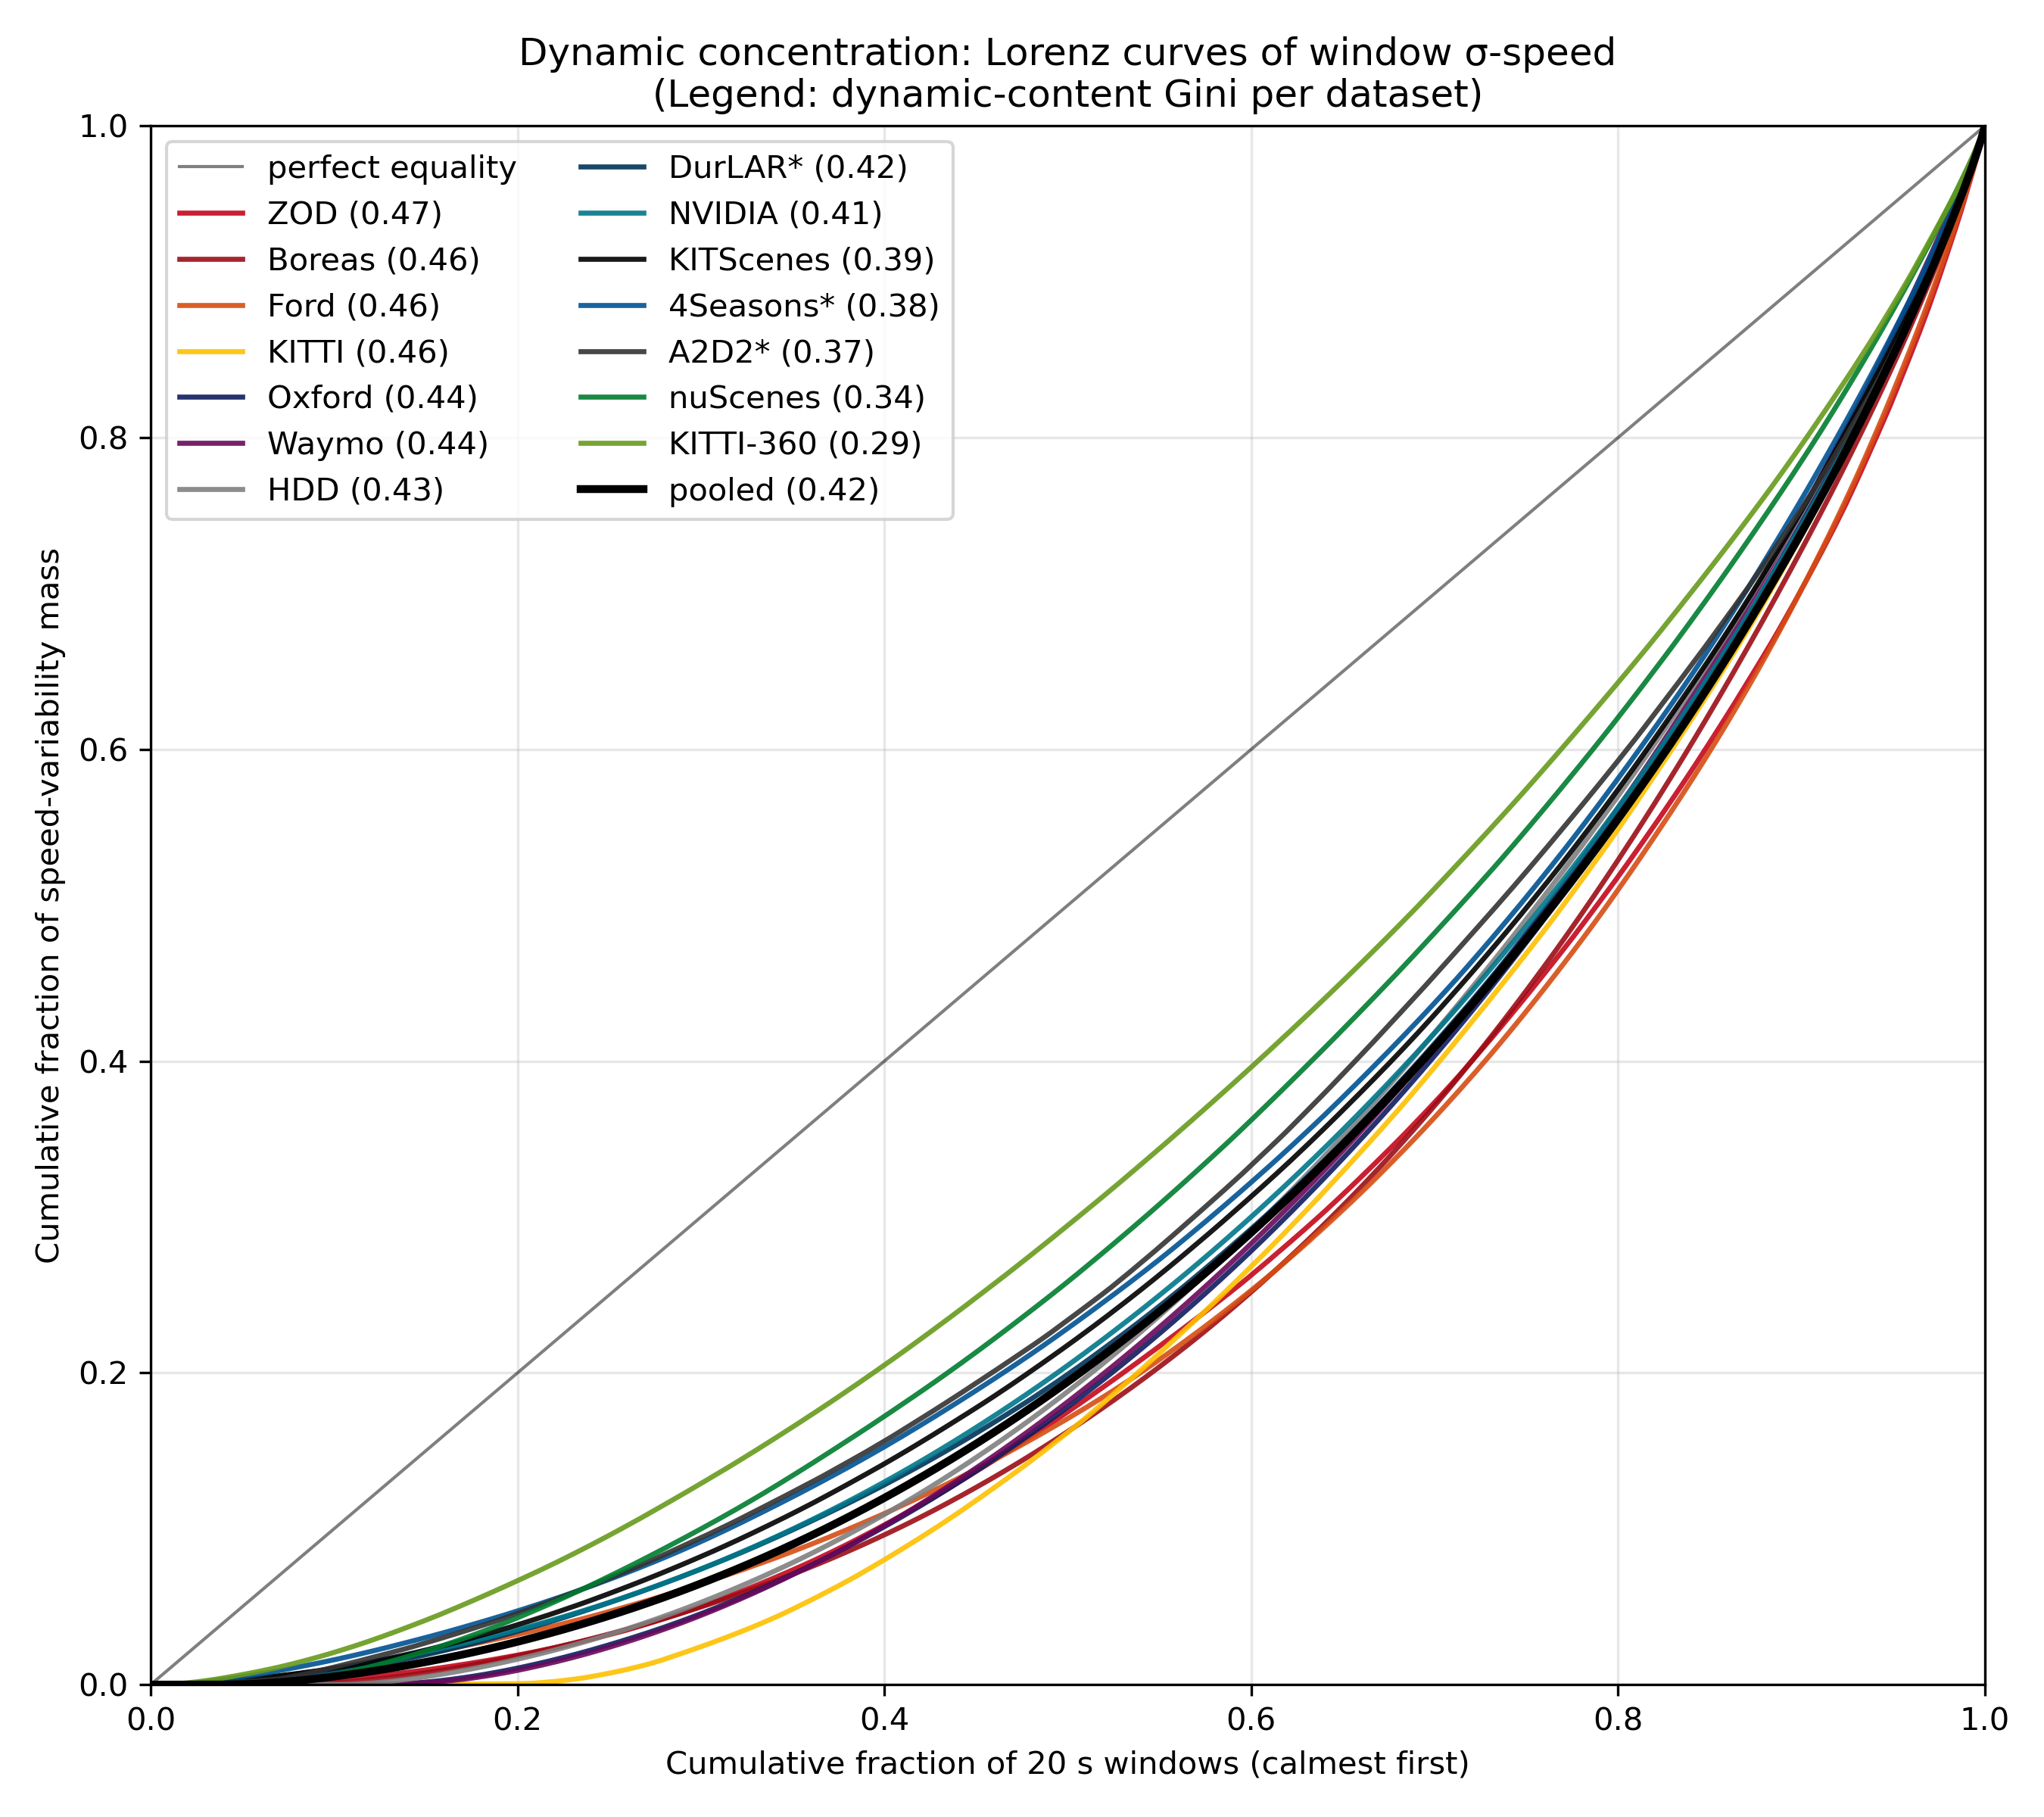 Dynamic concentration: Lorenz curves of window σ-speed
(Legend: dynamic-content Gini per dataset)
perfect equality
ZOD (0.47)
Boreas (0.46)
Ford (0.46)
KITTI (0.46)
Oxford (0.44)
Waymo (0.44)
HDD (0.43)
DurLAR* (0.42)
NVIDIA (0.41)
KITScenes (0.39)
4Seasons* (0.38)
A2D2* (0.37)
nuScenes (0.34)
KITTI-360 (0.29)
pooled (0.42)
Cumulative fraction of speed-variability mass
1.0
0.8
0.6
0.4
0.2
0.0
0.0
0.2
0.4
0.6
0.8
1.0
Cumulative fraction of 20 s windows (calmest first)